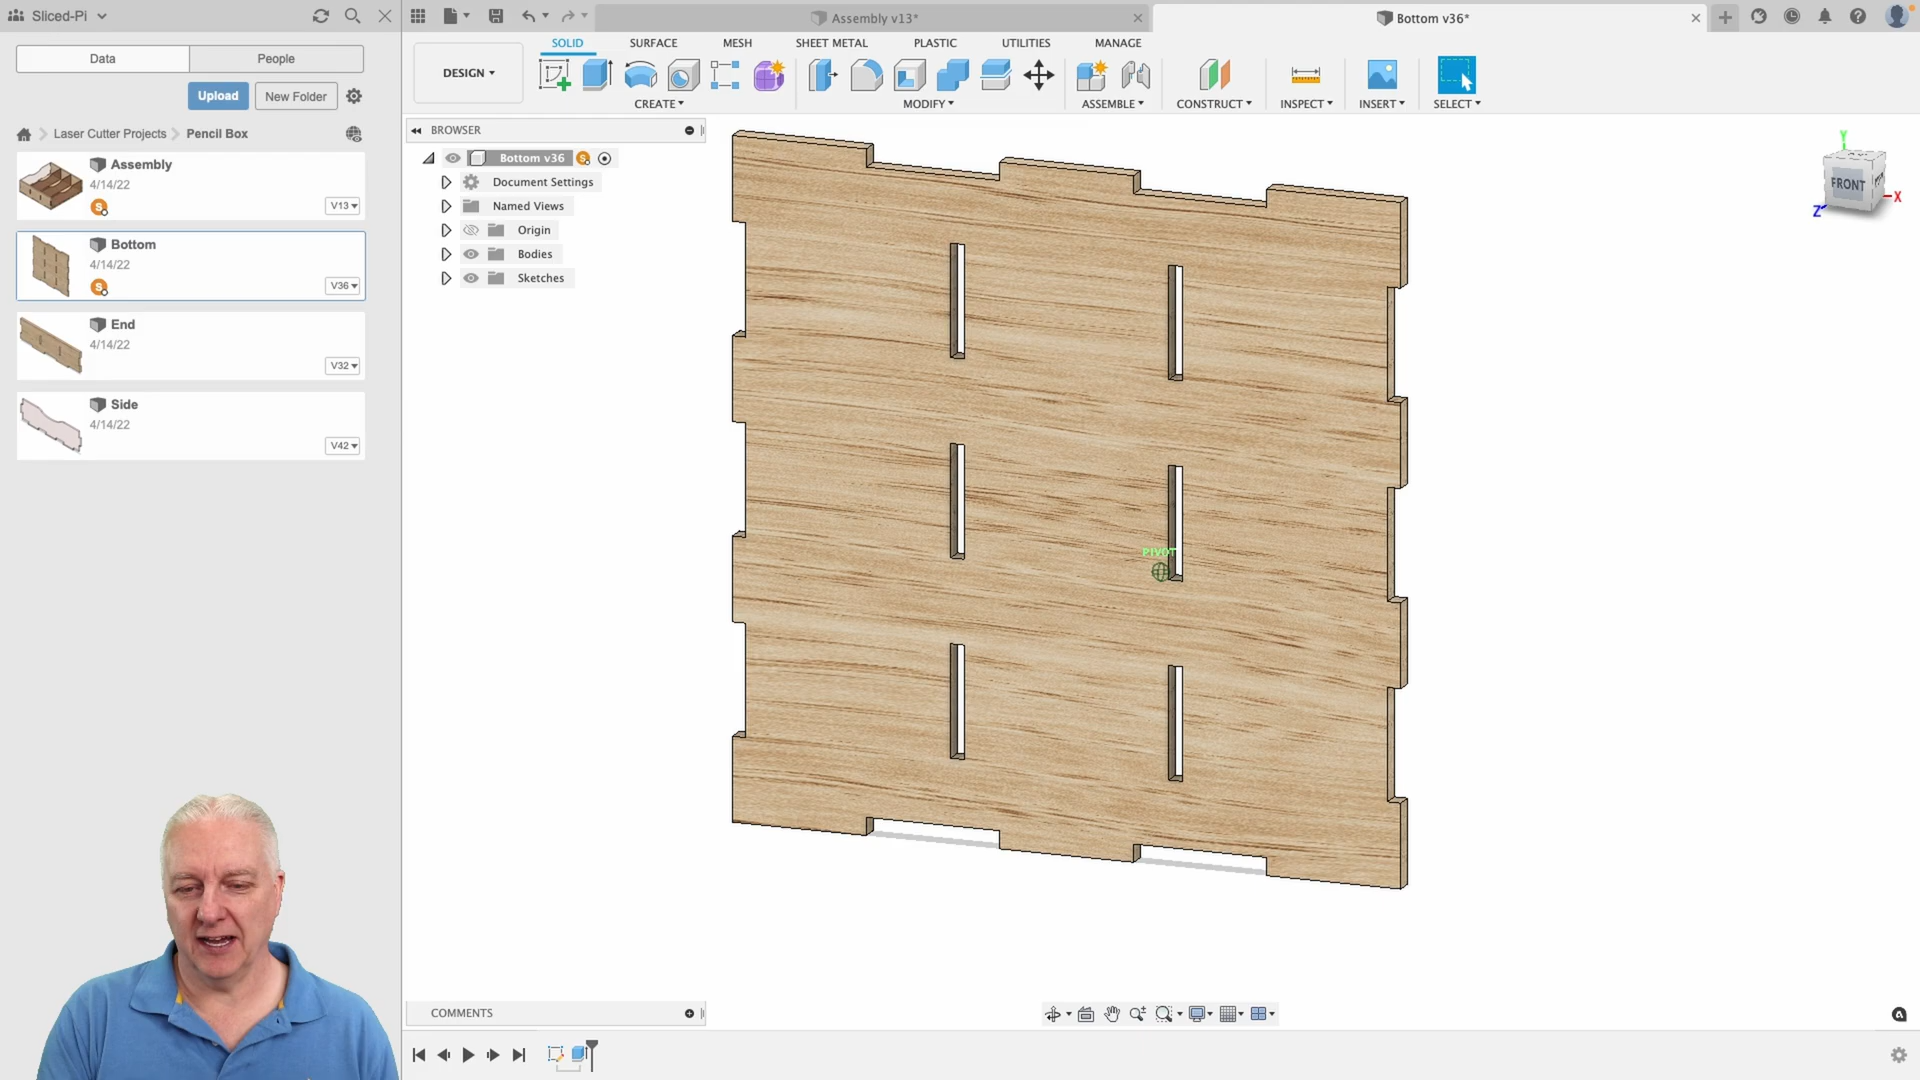 Sliced-Pi
Assembly v13*
Bottom v36*
Data
People
Upload
New Folder
Laser Cutter Projects
Pencil Box
Assembly
4/14/22
S
V13
Bottom
4/14/22
S
V36
End
4/14/22
V32
Side
4/14/22
V42
DESIGN
SOLID
SURFACE
MESH
SHEET METAL
PLASTIC
UTILITIES
MANAGE
CREATE
MODIFY
ASSEMBLE
CONSTRUCT
INSPECT
INSERT
SELECT
BROWSER
Bottom v36
S
Document Settings
Named Views
Origin
Bodies
Sketches
Y
FRONT
X
Z
PIVOT
COMMENTS